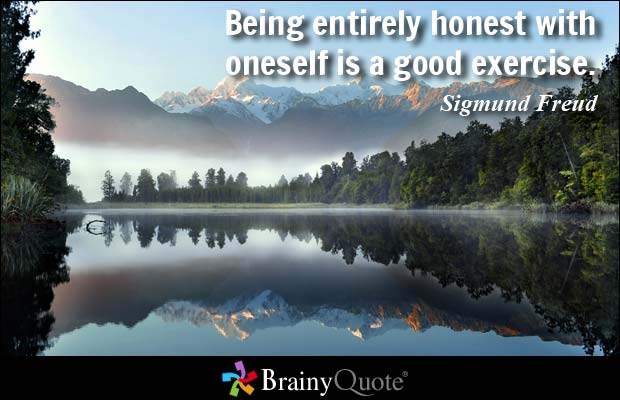 Being entirely honest with
oneself is a good exercise.
Sigmund Freud
BrainyQuote®